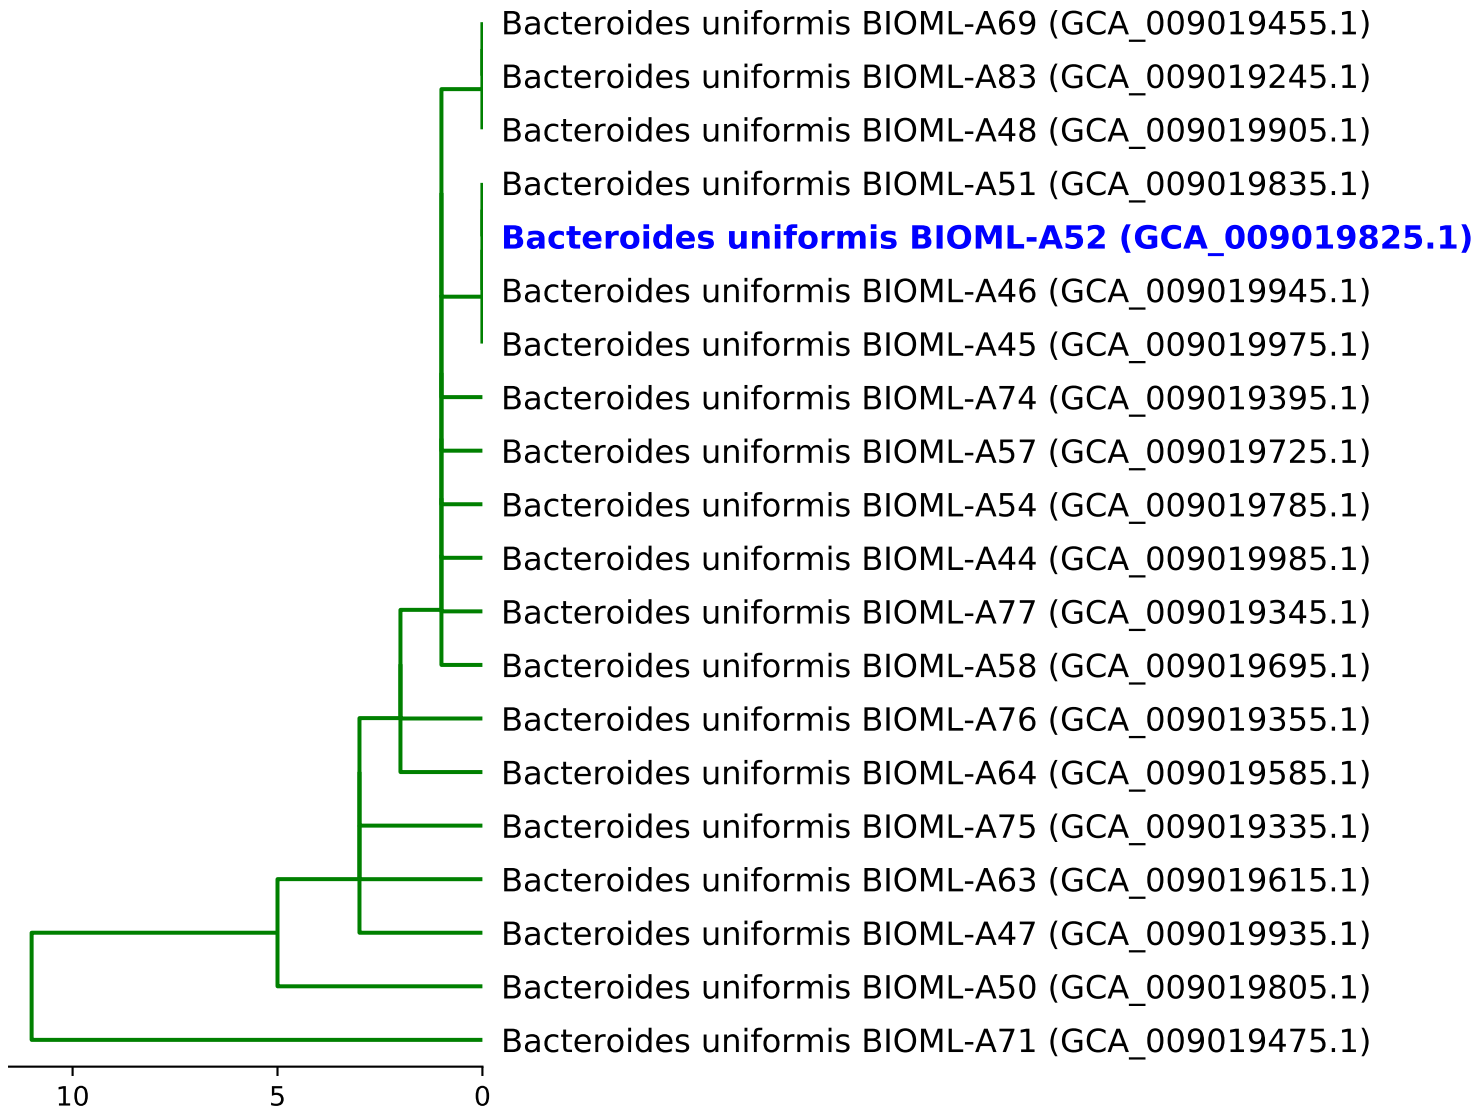 Bacteroides uniformis BIOML-A69 (GCA_009019455.1)
Bacteroides uniformis BIOML-A83 (GCA_009019245.1)
Bacteroides uniformis BIOML-A48 (GCA_009019905.1)
Bacteroides uniformis BIOML-A51 (GCA_009019835.1)
Bacteroides uniformis BIOML-A52 (GCA_009019825.1)
Bacteroides uniformis BIOML-A46 (GCA_009019945.1)
Bacteroides uniformis BIOML-A45 (GCA_009019975.1)
Bacteroides uniformis BIOML-A74 (GCA_009019395.1)
Bacteroides uniformis BIOML-A57 (GCA_009019725.1)
Bacteroides uniformis BIOML-A54 (GCA_009019785.1)
Bacteroides uniformis BIOML-A44 (GCA_009019985.1)
Bacteroides uniformis BIOML-A77 (GCA_009019345.1)
Bacteroides uniformis BIOML-A58 (GCA_009019695.1)
Bacteroides uniformis BIOML-A76 (GCA_009019355.1)
Bacteroides uniformis BIOML-A64 (GCA_009019585.1)
Bacteroides uniformis BIOML-A75 (GCA_009019335.1)
Bacteroides uniformis BIOML-A63 (GCA_009019615.1)
Bacteroides uniformis BIOML-A47 (GCA_009019935.1)
Bacteroides uniformis BIOML-A50 (GCA_009019805.1)
Bacteroides uniformis BIOML-A71 (GCA_009019475.1)
10 5 0